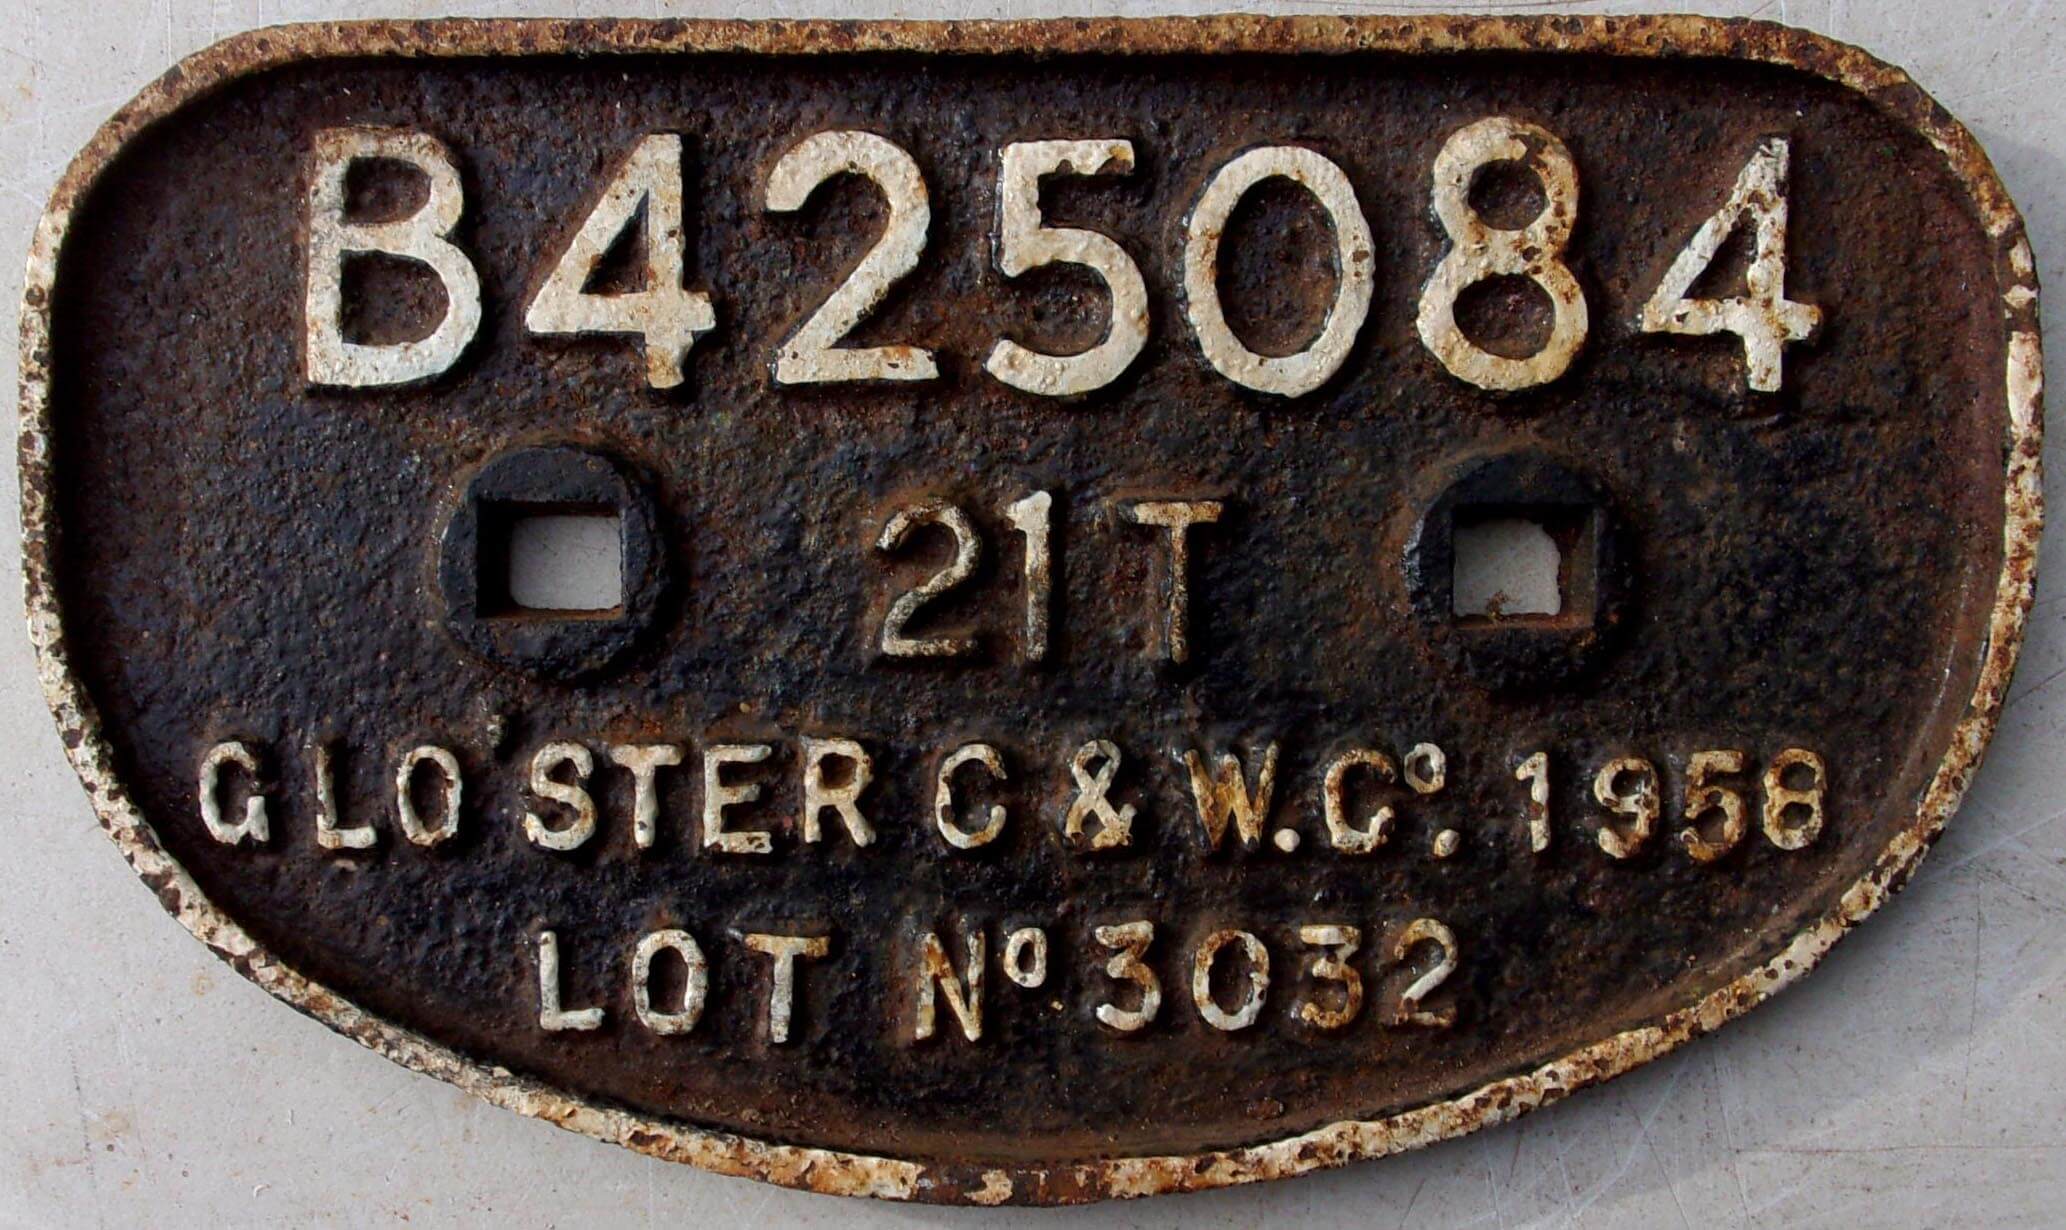 B425084
21T
GLO'STER C & W. Cº. 1958
LOT Nº 3032